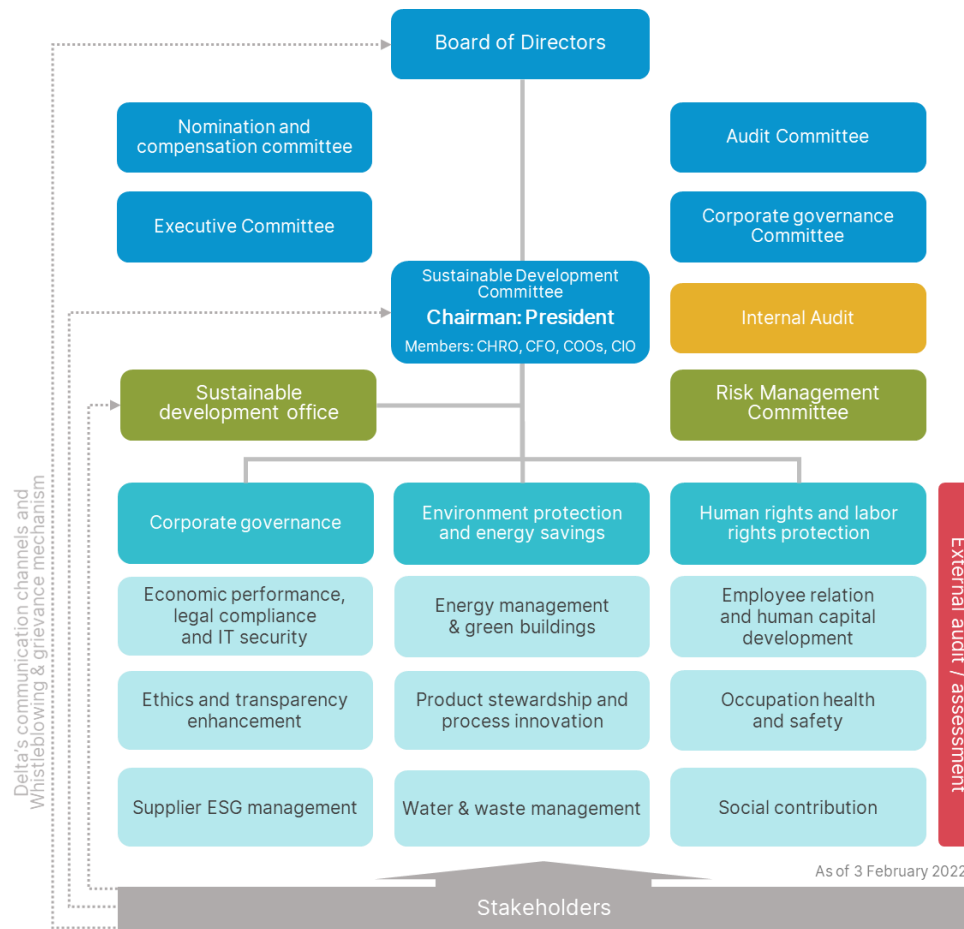 Board of Directors
Nomination and
compensation committee
Audit Committee
Executive Committee
Corporate governance
Committee
Sustainable Development
Committee
Chairman: President
Members: CHRO, CFO, COOs, CIO
Internal Audit
Sustainable
development office
Risk Management
Committee
Corporate governance
Environment protection
and energy savings
Human rights and labor
rights protection
Economic performance,
legal compliance
and IT security
Energy management
& green buildings
Employee relation
and human capital
development
Ethics and transparency
enhancement
Product stewardship and
process innovation
Occupation health
and safety
Supplier ESG management
Water & waste management
Social contribution
Delta's communication channels and
Whistleblowing & grievance mechanism
External audit / assessment
As of 3 February 2022
Stakeholders